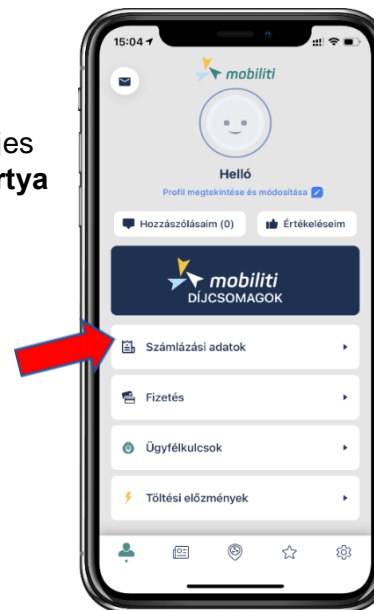 jes
rtya
15:04
mobiliti
Helló
Profil megtekintése és módosítása
Hozzászólásaim (0)
Értékeléseim
mobiliti
DÍJCSOMAGOK
Számlázási adatok
Fizetés
Ügyfélkulcsok
Töltési előzmények